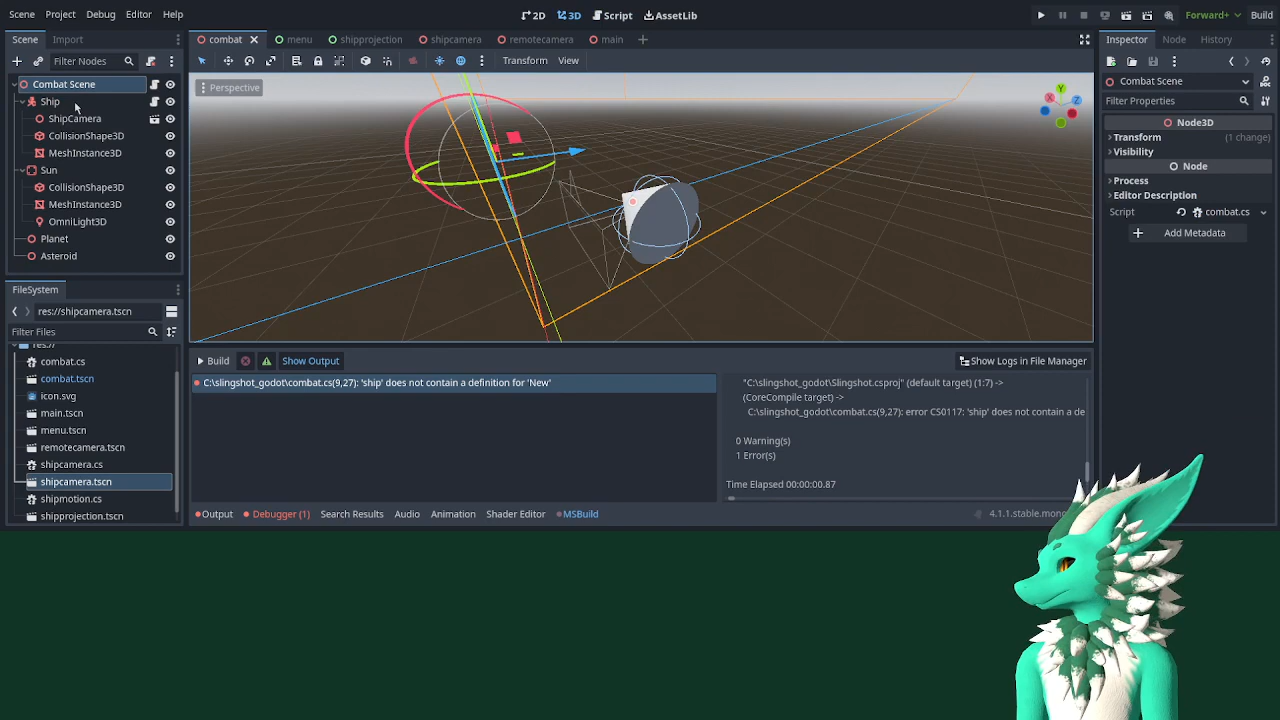 Scene Project Debug Editor Help
2D 3D Script AssetLib
Forward+ Build
Scene Import
combat menu shipprojection shipcamera remotecamera main
Inspector Node History
Filter Nodes
Transform View
Combat Scene
Ship
ShipCamera
CollisionShape3D
MeshInstance3D
Sun
CollisionShape3D
MeshInstance3D
OmniLight3D
Planet
Asteroid
Perspective
X Y Z
Combat Scene
Filter Properties
Node3D
Transform (1 change)
Visibility
Node
Process
Editor Description
Script combat.cs
Add Metadata
FileSystem
res://shipcamera.tscn
Filter Files
res://
combat.cs
combat.tscn
icon.svg
main.tscn
menu.tscn
remotecamera.tscn
shipcamera.cs
shipcamera.tscn
shipmotion.cs
shipprojection.tscn
Build Show Output Show Logs in File Manager
C:\slingshot_godot\combat.cs(9,27): 'ship' does not contain a definition for 'New'
"C:\slingshot_godot\Slingshot.csproj" (default target) (1:7) ->
(CoreCompile target) ->
C:\slingshot_godot\combat.cs(9,27): error CS0117: 'ship' does not contain a de
0 Warning(s)
1 Error(s)
Time Elapsed 00:00:00.87
Output Debugger (1) Search Results Audio Animation Shader Editor MSBuild
4.1.1.stable.mono